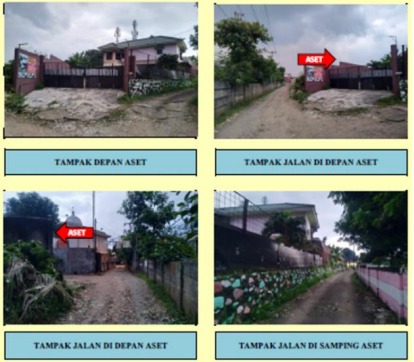 ASET
TAMPAK DEPAN ASET
TAMPAK JALAN DI DEPAN ASET
ASET
TAMPAK JALAN DI DEPAN ASET
TAMPAK JALAN DI SAMPING ASET